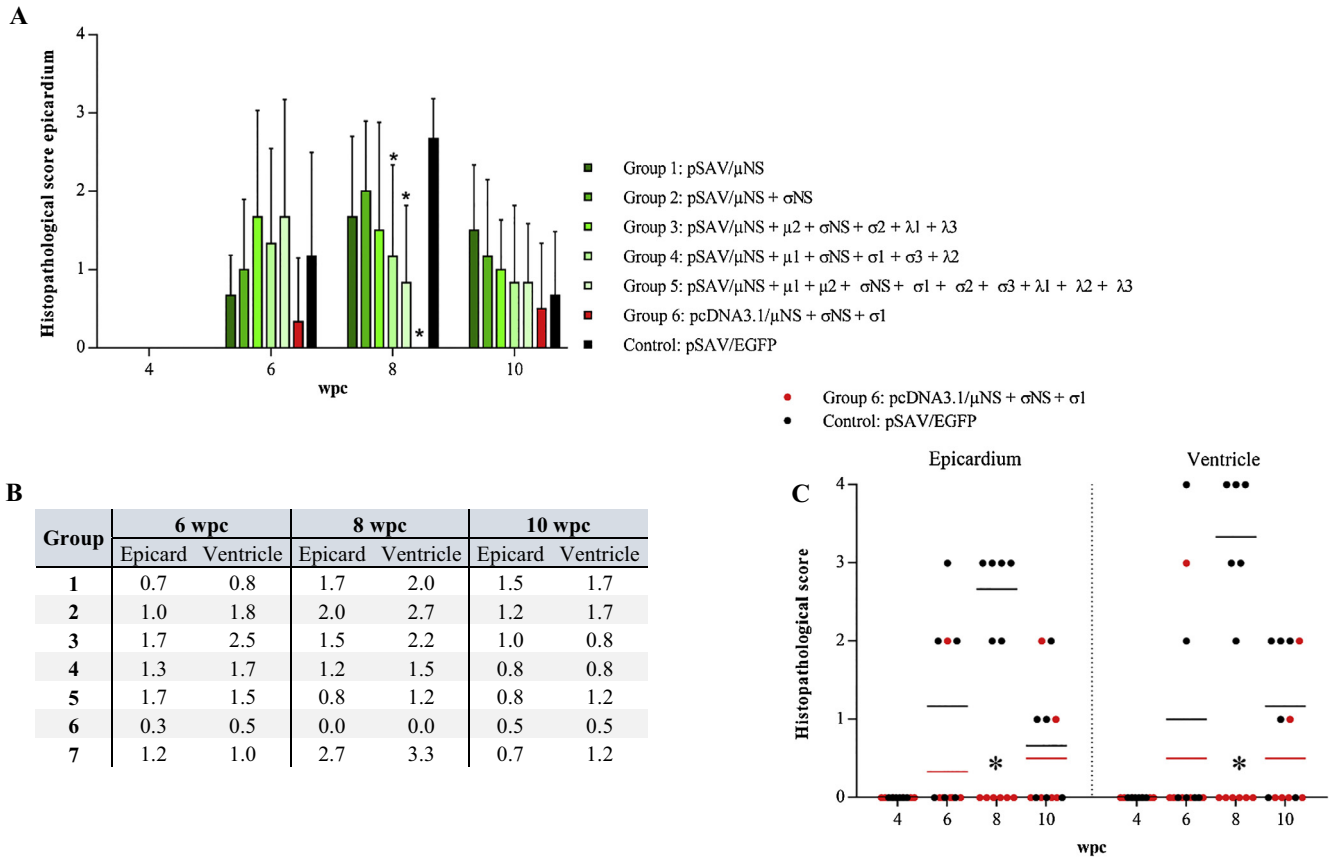 A
Histopathological score epicardium
4
3
2
1
0
4 6 8 10
wpc
* * *
Group 1: pSAV/µNS
Group 2: pSAV/µNS + σNS
Group 3: pSAV/µNS + µ2 + σNS + σ2 + λ1 + λ3
Group 4: pSAV/µNS + µ1 + σNS + σ1 + σ3 + λ2
Group 5: pSAV/µNS + µ1 + µ2 + σNS + σ1 + σ2 + σ3 + λ1 + λ2 + λ3
Group 6: pcDNA3.1/µNS + σNS + σ1
Control: pSAV/EGFP
B
Group 6 wpc 8 wpc 10 wpc
Epicard Ventricle Epicard Ventricle Epicard Ventricle
1 0.7 0.8 1.7 2.0 1.5 1.7
2 1.0 1.8 2.0 2.7 1.2 1.7
3 1.7 2.5 1.5 2.2 1.0 0.8
4 1.3 1.7 1.2 1.5 0.8 0.8
5 1.7 1.5 0.8 1.2 0.8 1.2
6 0.3 0.5 0.0 0.0 0.5 0.5
7 1.2 1.0 2.7 3.3 0.7 1.2
Group 6: pcDNA3.1/µNS + σNS + σ1
Control: pSAV/EGFP
C
Epicardium Ventricle
Histopathological score
4
3
2
1
0
* *
4 6 8 10 4 6 8 10
wpc